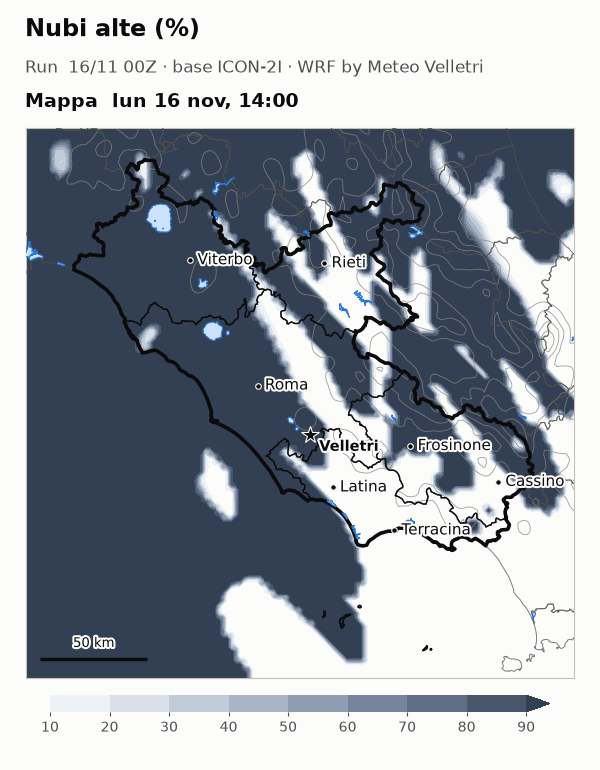 Nubi alte (%)
Run 16/11 00Z · base ICON-2I · WRF by Meteo Velletri
Mappa lun 16 nov, 14:00
Viterbo
Rieti
Roma
Velletri
Frosinone
Cassino
Latina
Terracina
50 km
10 20 30 40 50 60 70 80 90